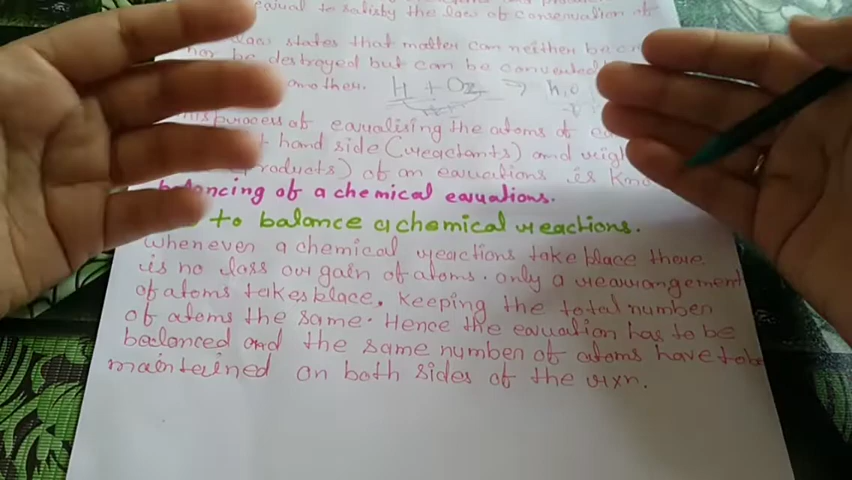 equal to satisfy the law of conservation of
law states that matter can neither be
nor be destroyed but can be converted
another. H + O2 → h2O
process of equalising the atoms of
hand side (reactants) and
products) of an equations is
balancing of a chemical equations.
to balance a chemical reactions.
whenever a chemical reactions take place there
is no loss or gain of atoms. only a rearrangement
of atoms takes place, keeping the total number
of atoms the same. Hence the equation has to be
balanced and the same number of atoms have to be
maintained on both sides of the rxn.